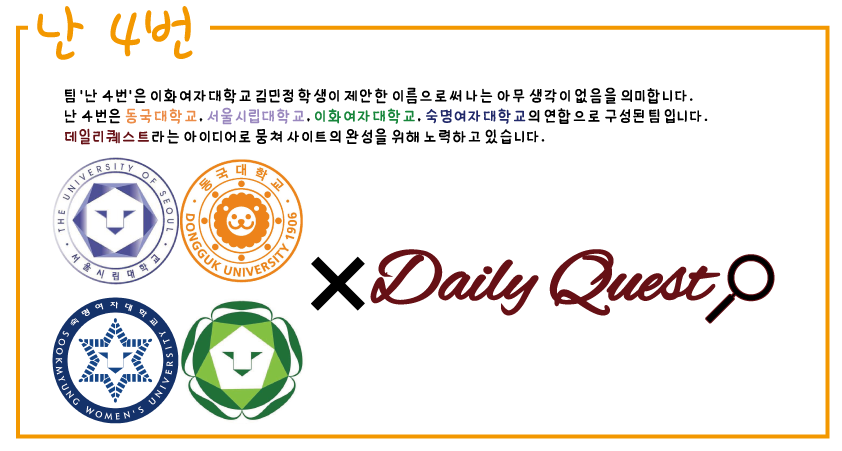 난 4번
팀 '난 4번'은 이화여자대학교 김민정 학생이 제안한 이름으로써 나는 아무 생각이 없음을 의미합니다.
난 4번은 동국대학교, 서울시립대학교, 이화여자대학교, 숙명여자대학교의 연합으로 구성된 팀입니다.
데일리퀘스트라는 아이디어로 뭉쳐 사이트의 완성을 위해 노력하고 있습니다.
THE UNIVERSITY OF SEOUL
서울시립대학교
동국대학교
DONGGUK UNIVERSITY 1906
Daily Quest
숙명여자대학교
SOOKMYUNG WOMEN'S UNIVERSITY